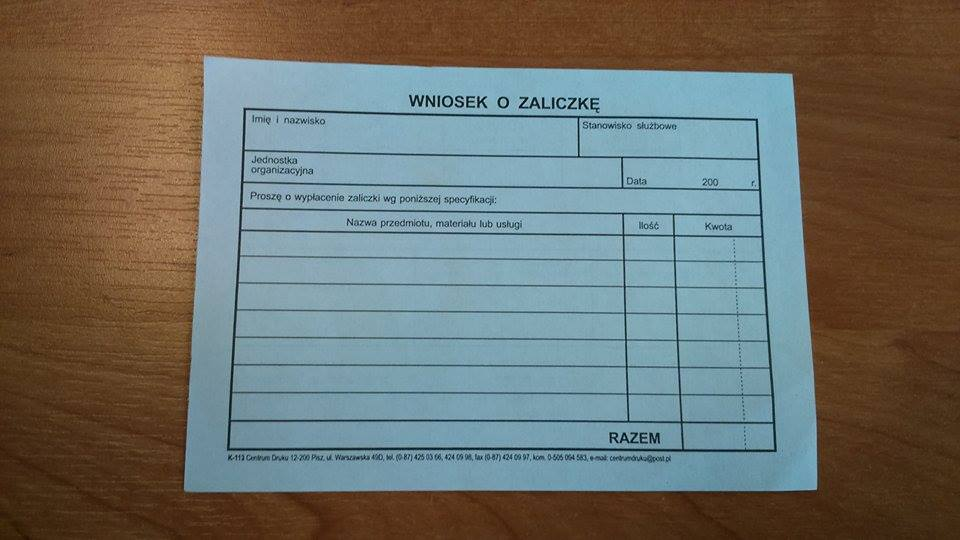 WNIOSEK O ZALICZKĘ
Imię i nazwisko
Stanowisko służbowe
Jednostka
organizacyjna
Data 200 r.
Proszę o wypłacenie zaliczki wg poniższej specyfikacji:
Nazwa przedmiotu, materiału lub usługi Ilość Kwota
RAZEM
K-113 Centrum Druku 12-200 Pisz, ul. Warszawska 49D, tel. (0-87) 425 03 66, 424 09 98, fax (0-87) 424 09 97, kom. 0-505 094 583, e-mail: centrumdruku@post.pl